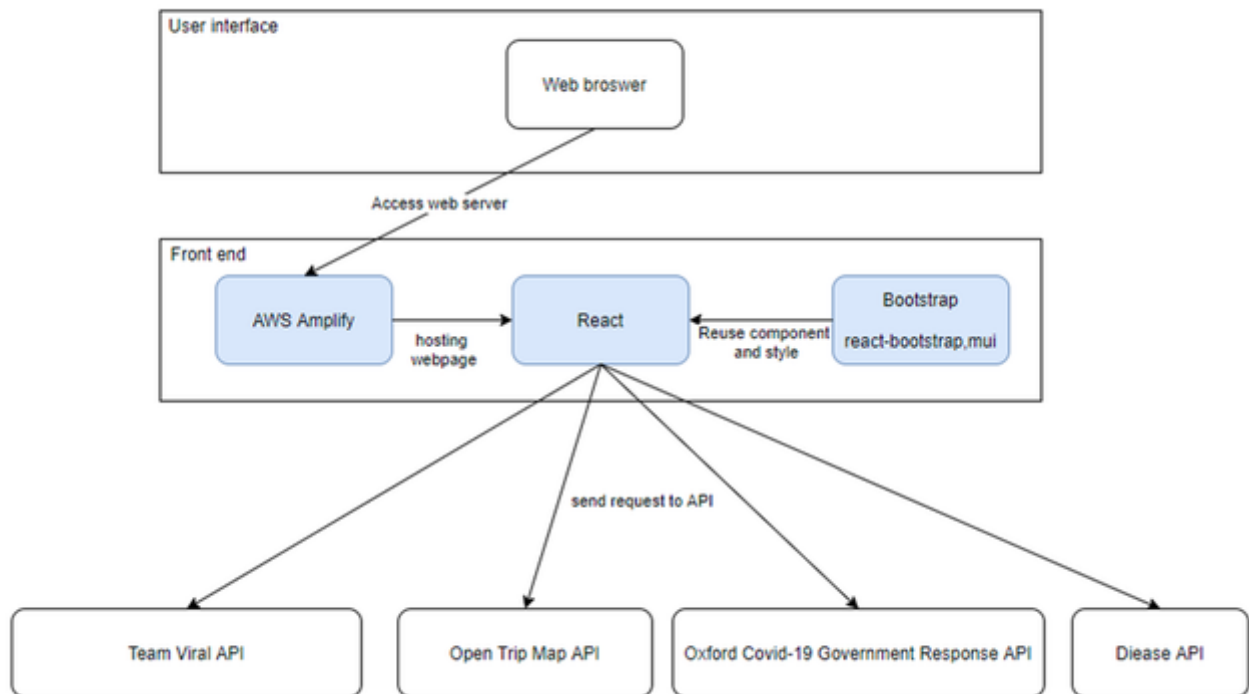 User interface
Web broswer
Access web server
Front end
AWS Amplify
hosting
webpage
React
Reuse component
and style
Bootstrap
react-bootstrap,mui
send request to API
Team Viral API
Open Trip Map API
Oxford Covid-19 Government Response API
Diease API